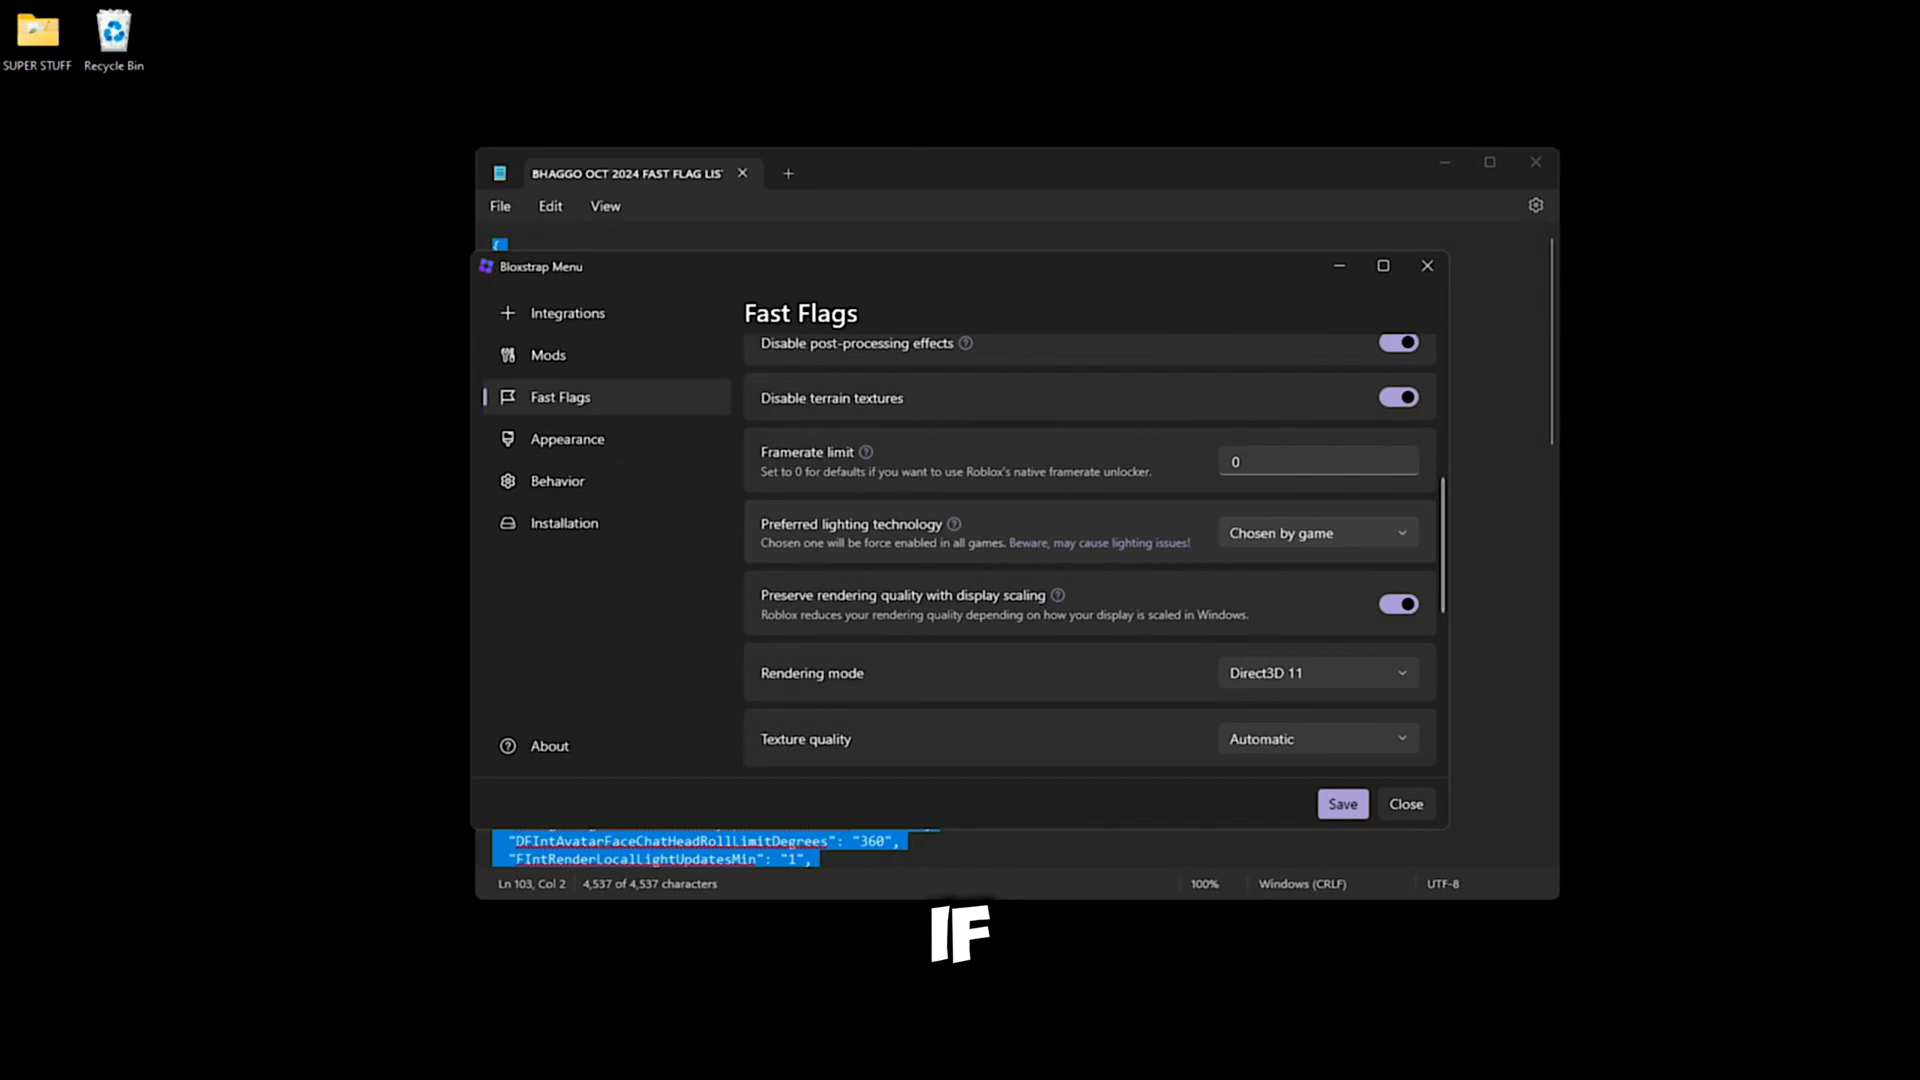 SUPER STUFF
Recycle Bin
BHAGGO OCT 2024 FAST FLAG LIS
File Edit View
{
Bloxstrap Menu
Integrations
Mods
Fast Flags
Appearance
Behavior
Installation
About
Fast Flags
Disable post-processing effects
Disable terrain textures
Framerate limit
Set to 0 for defaults if you want to use Roblox's native framerate unlocker.
0
Preferred lighting technology
Chosen one will be force enabled in all games. Beware, may cause lighting issues!
Chosen by game
Preserve rendering quality with display scaling
Roblox reduces your rendering quality depending on how your display is scaled in Windows.
Rendering mode
Direct3D 11
Texture quality
Automatic
Save
Close
"DFIntAvatarFaceChatHeadRollLimitDegrees": "360",
"FIntRenderLocalLightUpdatesMin": "1",
Ln 103, Col 2 4,537 of 4,537 characters 100% Windows (CRLF) UTF-8
IF